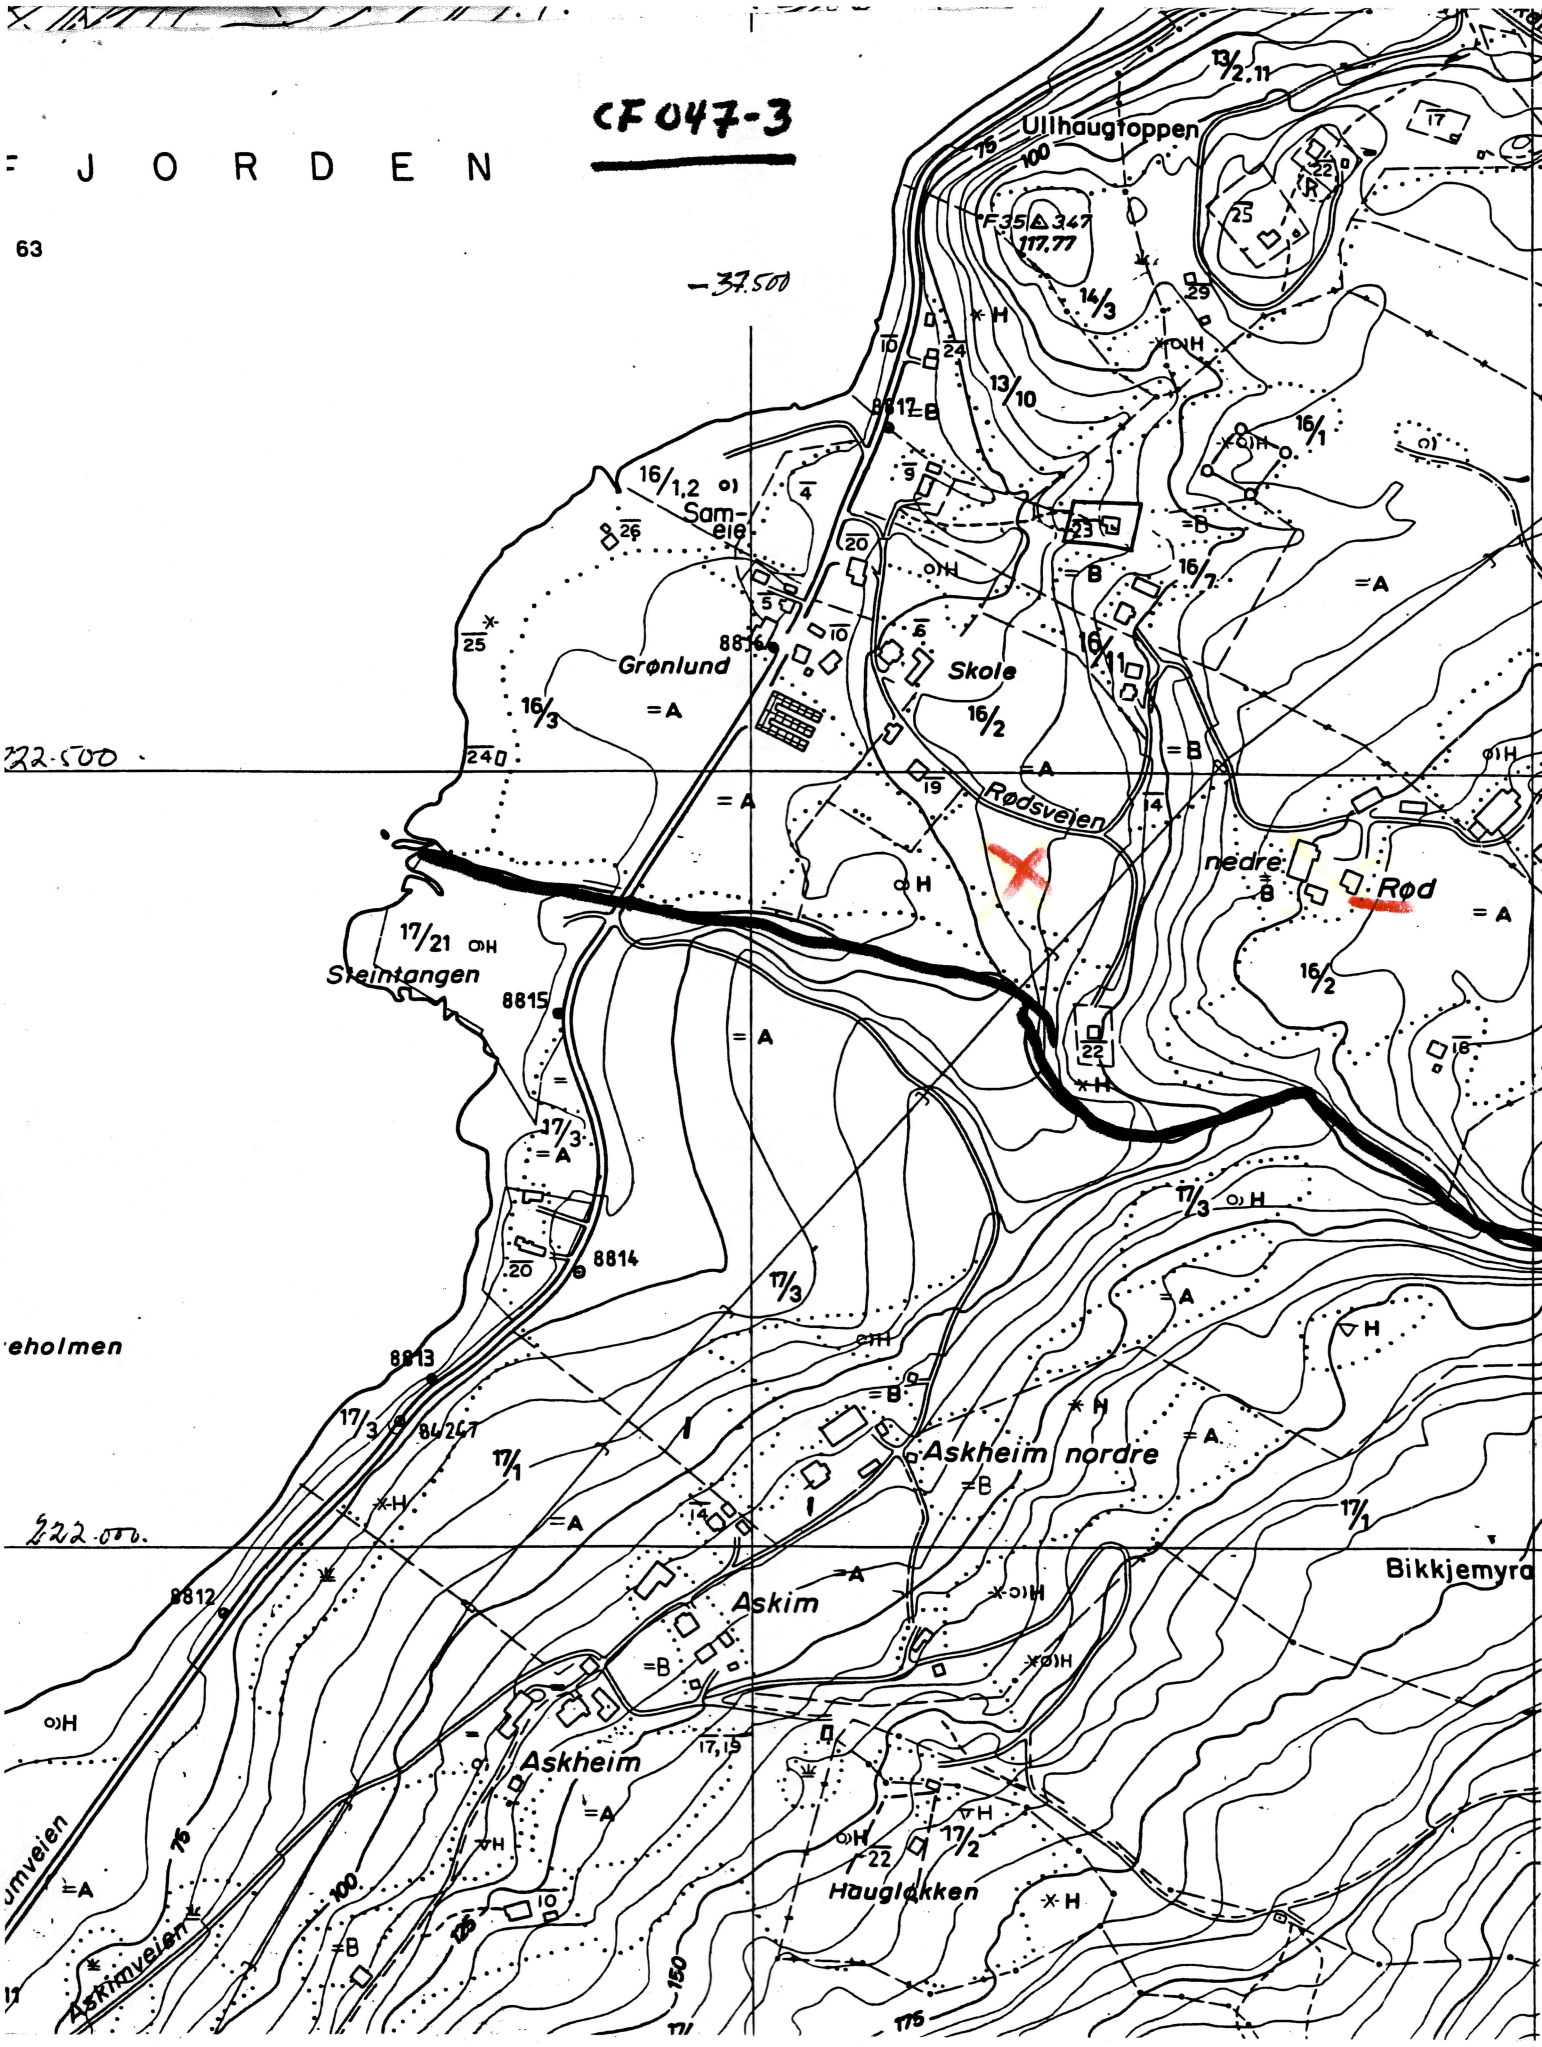 CF 047-3
F J O R D E N
63
-37.500
13/2.11
Ullhaugtoppen
75
100
17
22
R
25
F 35 △ 347
117,77
14/3
29
H
10
24
H
13/10
8817
=B
16/1
H
9
16/1,2
4
Sam-
eie
26
20
23
=B
H
=B
16/7
=A
5
25
8816
10
6
16/11
Grønlund
Skole
16/3
=A
16/2
=B
H
222.500
24
=A
19
=A
14
Rødsveien
nedre
=
B
Rød
=A
H
17/21
H
Steintangen
16/2
8815
=A
22
18
H
=
17/3
=A
17/3
H
20
8814
17/3
=A
eholmen
H
H
8813
=B
H
17/3
84247
=A
17/1
Askheim nordre
H
=B
14
=A
17/1
222.000.
Bikkjemyra
8812
=A
H
Askim
=B
H
H
17,19
Askheim
=A
H
H
17/2
22
75
=A
Haugløkken
100
10
H
125
=B
Askimveien
150
11
17
175